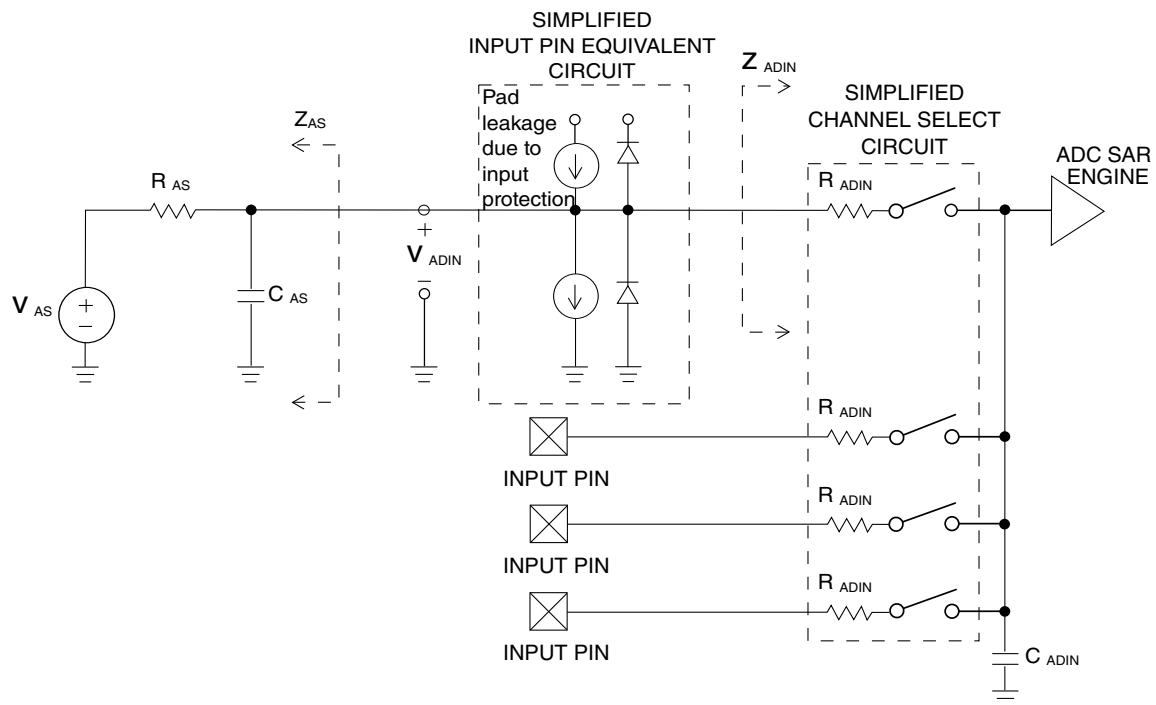 SIMPLIFIED
INPUT PIN EQUIVALENT
CIRCUIT
Pad
leakage
due to
input
protection
Z ADIN
SIMPLIFIED
CHANNEL SELECT
CIRCUIT
ADC SAR
ENGINE
ZAS
R AS
R ADIN
+
V ADIN
–
C AS
V AS
+
–
R ADIN
INPUT PIN
R ADIN
INPUT PIN
R ADIN
INPUT PIN
C ADIN